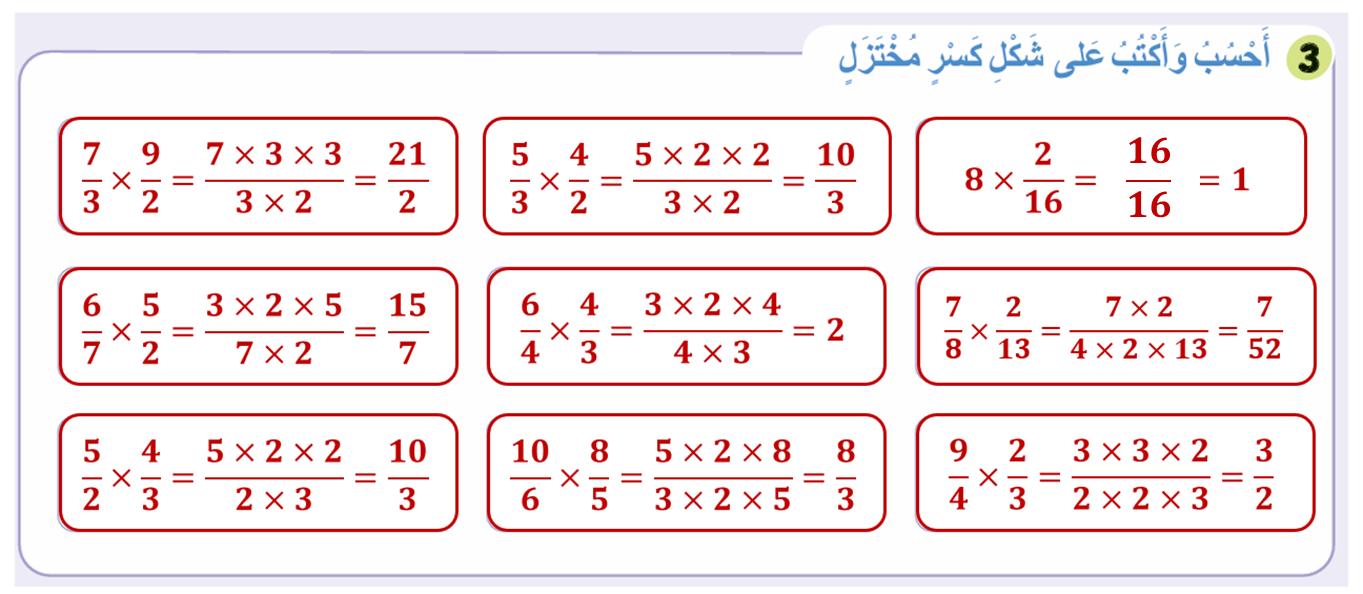 3 أَحْسُبُ وَأَكْتُبُ عَلى شَكْلِ كَسْرٍ مُخْتَزَلٍ
7/3 × 9/2 = (7 × 3 × 3)/(3 × 2) = 21/2
5/3 × 4/2 = (5 × 2 × 2)/(3 × 2) = 10/3
8 × 2/16 = 16/16 = 1
6/7 × 5/2 = (3 × 2 × 5)/(7 × 2) = 15/7
6/4 × 4/3 = (3 × 2 × 4)/(4 × 3) = 2
7/8 × 2/13 = (7 × 2)/(4 × 2 × 13) = 7/52
5/2 × 4/3 = (5 × 2 × 2)/(2 × 3) = 10/3
10/6 × 8/5 = (5 × 2 × 8)/(3 × 2 × 5) = 8/3
9/4 × 2/3 = (3 × 3 × 2)/(2 × 2 × 3) = 3/2